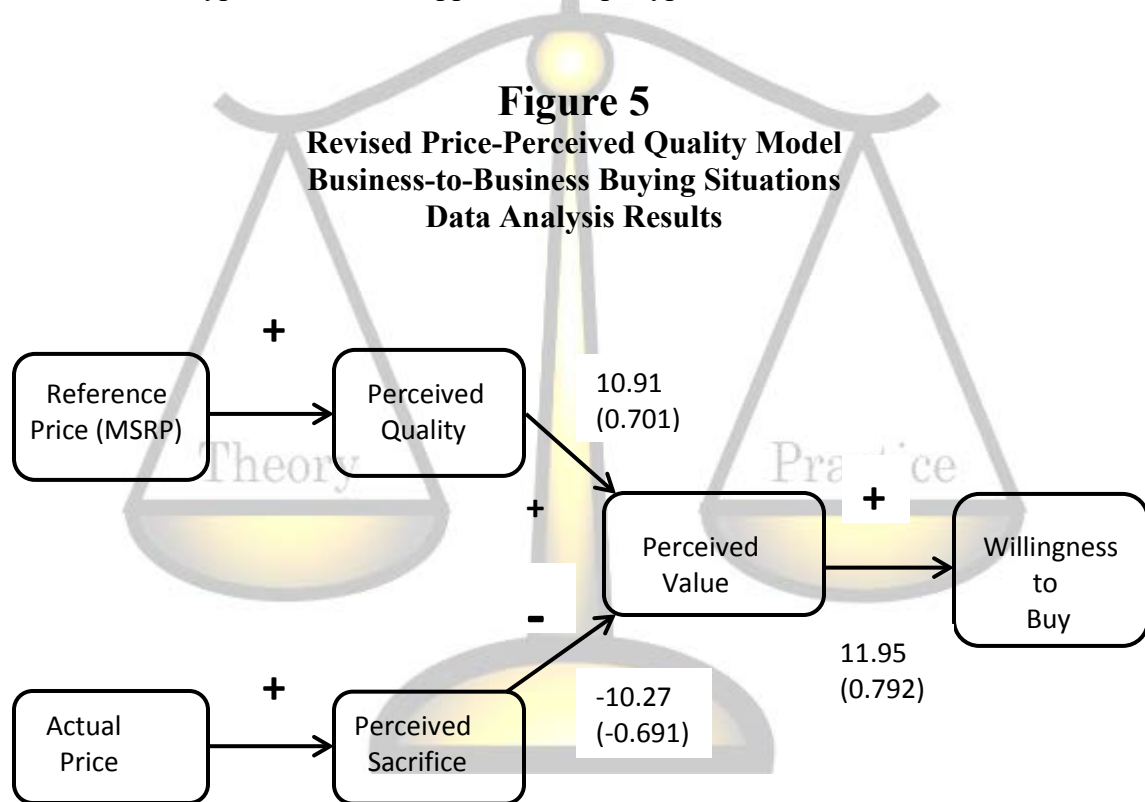 Figure 5
Revised Price-Perceived Quality Model
Business-to-Business Buying Situations
Data Analysis Results
+
Reference
Price (MSRP)
Perceived
Quality
10.91
(0.701)
Theory
Pra ce
+
+
Perceived
Value
Willingness
to
Buy
-
11.95
(0.792)
+
Actual
Price
Perceived
Sacrifice
-10.27
(-0.691)